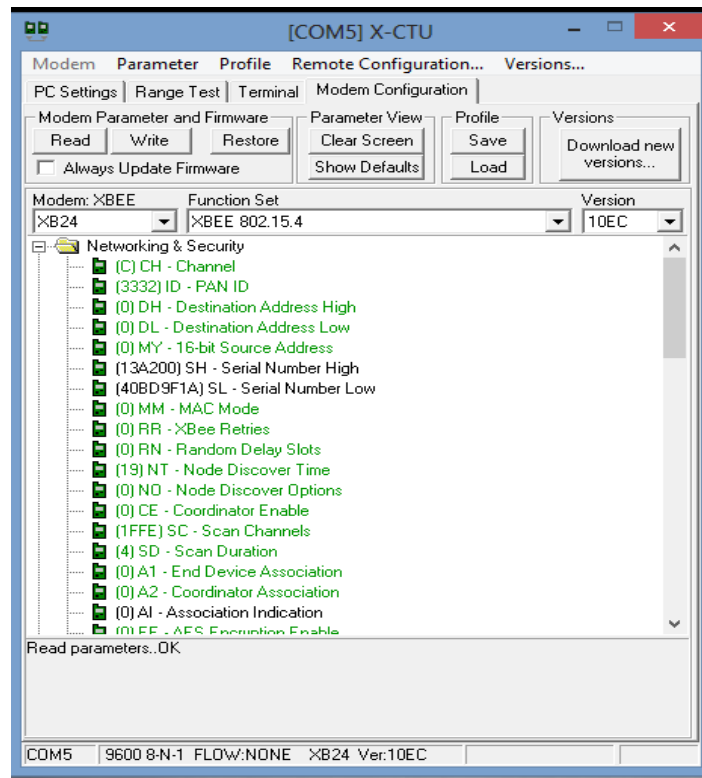 [COM5] X-CTU
Modem Parameter Profile Remote Configuration... Versions...
PC Settings Range Test Terminal Modem Configuration
Modem Parameter and Firmware Parameter View Profile Versions
Read Write Restore Clear Screen Save Download new versions...
Always Update Firmware Show Defaults Load
Modem: XBEE Function Set Version
XB24 XBEE 802.15.4 10EC
Networking & Security
(C) CH - Channel
(3332) ID - PAN ID
(0) DH - Destination Address High
(0) DL - Destination Address Low
(0) MY - 16-bit Source Address
(13A200) SH - Serial Number High
(40BD9F1A) SL - Serial Number Low
(0) MM - MAC Mode
(0) RR - XBee Retries
(0) RN - Random Delay Slots
(19) NT - Node Discover Time
(0) NO - Node Discover Options
(0) CE - Coordinator Enable
(1FFE) SC - Scan Channels
(4) SD - Scan Duration
(0) A1 - End Device Association
(0) A2 - Coordinator Association
(0) AI - Association Indication
(0) EE - AES Encryption Enable
Read parameters..OK
COM5 9600 8-N-1 FLOW:NONE XB24 Ver:10EC